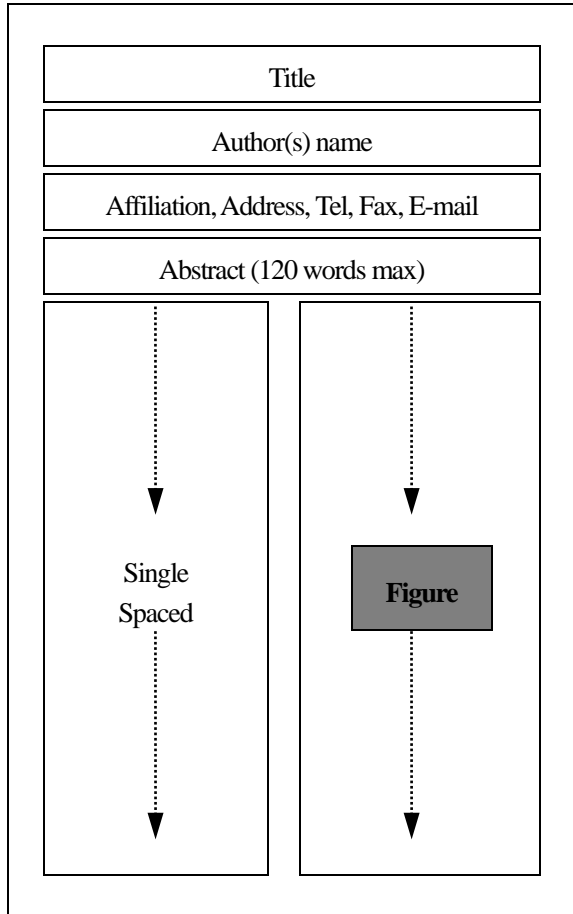 Title
Author(s) name
Affiliation, Address, Tel, Fax, E-mail
Abstract (120 words max)
Single
Spaced
Figure